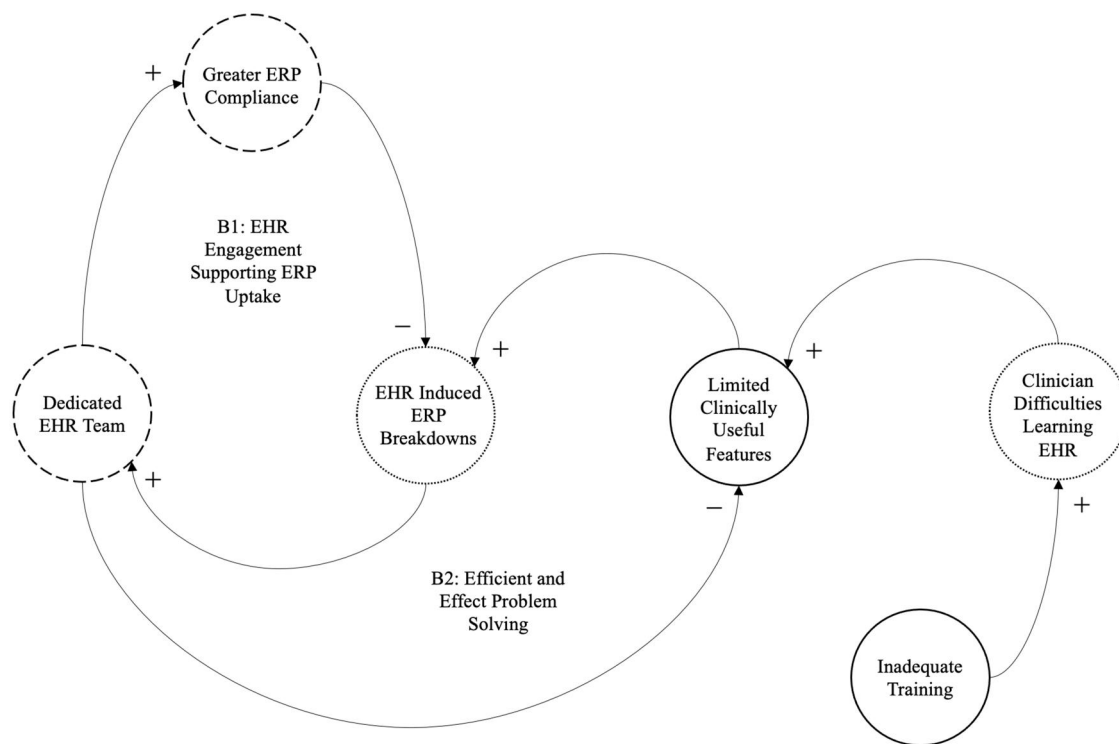 +
Greater ERP
Compliance
B1: EHR
Engagement
Supporting ERP
Uptake
−
+
+
Dedicated
EHR Team
EHR Induced
ERP
Breakdowns
Limited
Clinically
Useful
Features
Clinician
Difficulties
Learning
EHR
+
−
+
B2: Efficient and
Effect Problem
Solving
Inadequate
Training